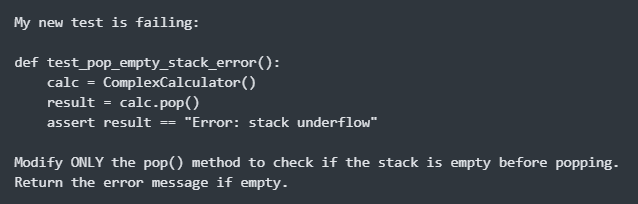 My new test is failing:

def test_pop_empty_stack_error():
    calc = ComplexCalculator()
    result = calc.pop()
    assert result == "Error: stack underflow"

Modify ONLY the pop() method to check if the stack is empty before popping.
Return the error message if empty.